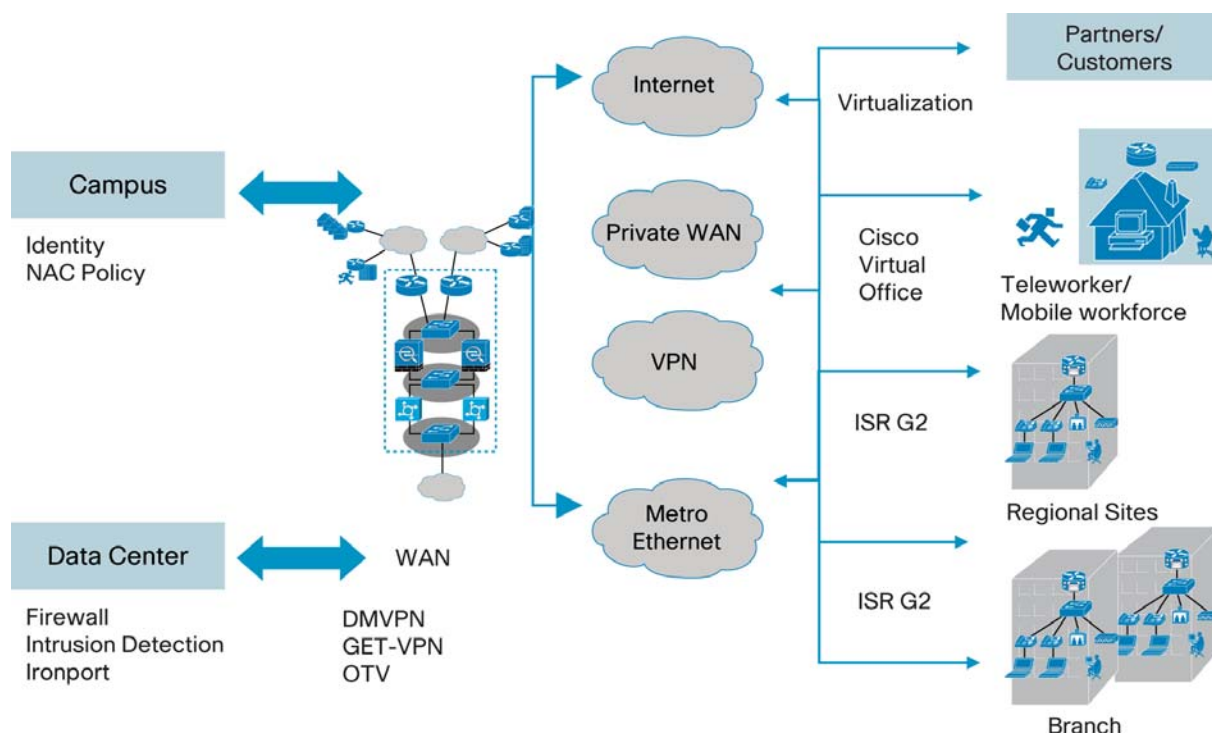 Campus
Identity
NAC Policy
Data Center
Firewall
Intrusion Detection
Ironport
WAN
DMVPN
GET-VPN
OTV
Internet
Private WAN
VPN
Metro
Ethernet
Virtualization
Cisco
Virtual
Office
ISR G2
ISR G2
Partners/
Customers
Teleworker/
Mobile workforce
Regional Sites
Branch